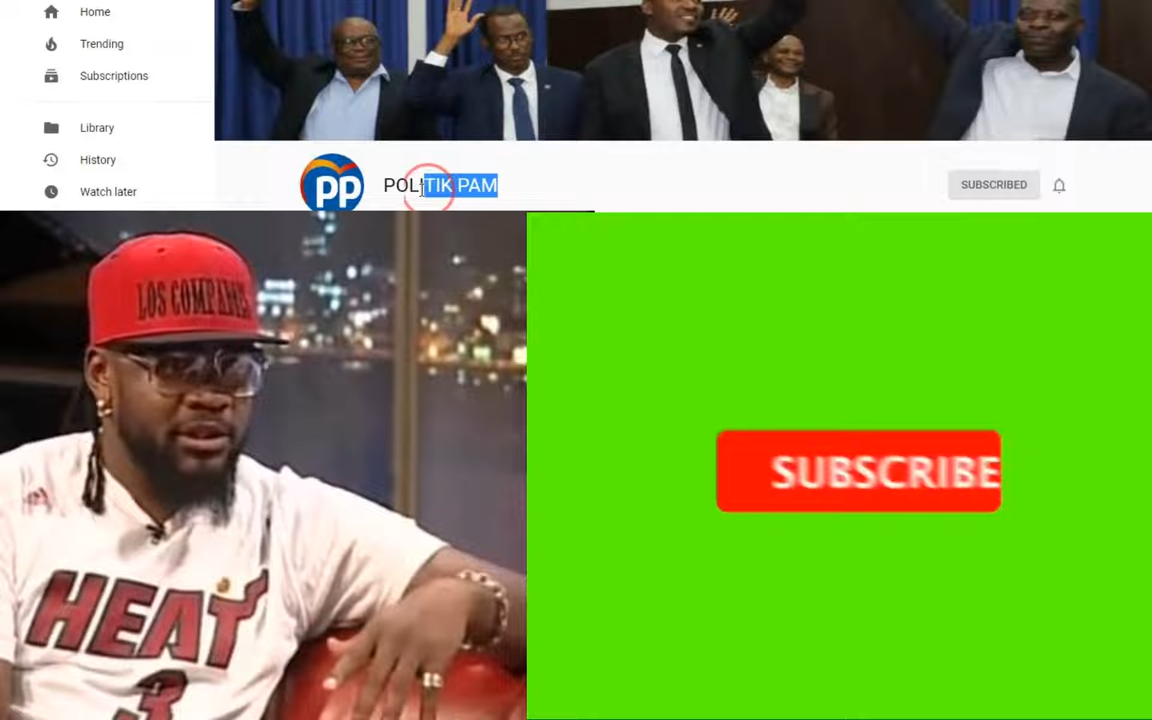 Home
Trending
Subscriptions
Library
History
Watch later
pp
POLITIK PAM
SUBSCRIBED
LOS COMPADRES
SUBSCRIBE
HEAT
3